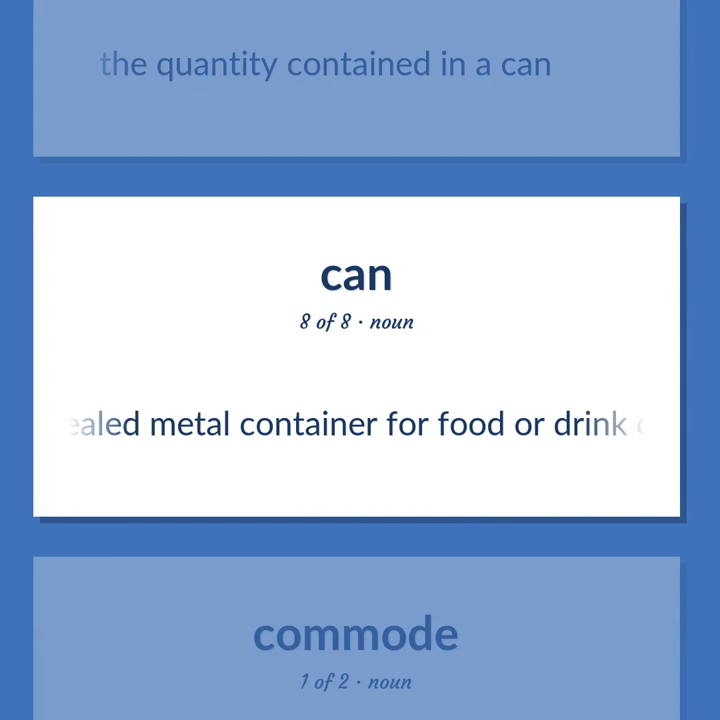 the quantity contained in a can
can
8 of 8 · noun
ealed metal container for food or drink
commode
1 of 2 · noun